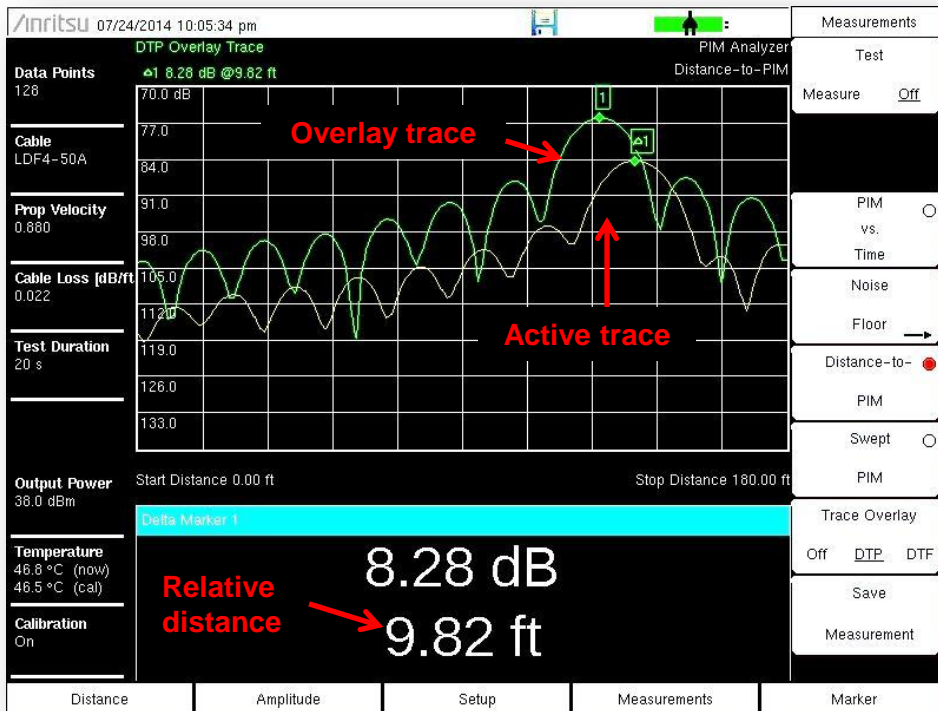 Anritsu 07/24/2014 10:05:34 pm
DTP Overlay Trace
PIM Analyzer
△1 8.28 dB @9.82 ft
Distance-to-PIM
Data Points
128
Cable
LDF4-50A
Prop Velocity
0.880
Cable Loss [dB/ft
0.022
Test Duration
20 s
Output Power
38.0 dBm
Temperature
46.8 °C (now)
46.5 °C (cal)
Calibration
On
70.0 dB
77.0
84.0
91.0
98.0
105.0
112.0
119.0
126.0
133.0
1
△1
Overlay trace
Active trace
Start Distance 0.00 ft
Stop Distance 180.00 ft
Delta Marker 1
8.28 dB
9.82 ft
Relative
distance
Measurements
Test
Measure Off
PIM
vs.
Time
Noise
Floor
Distance-to-
PIM
Swept
PIM
Trace Overlay
Off DTP DTF
Save
Measurement
Distance
Amplitude
Setup
Measurements
Marker